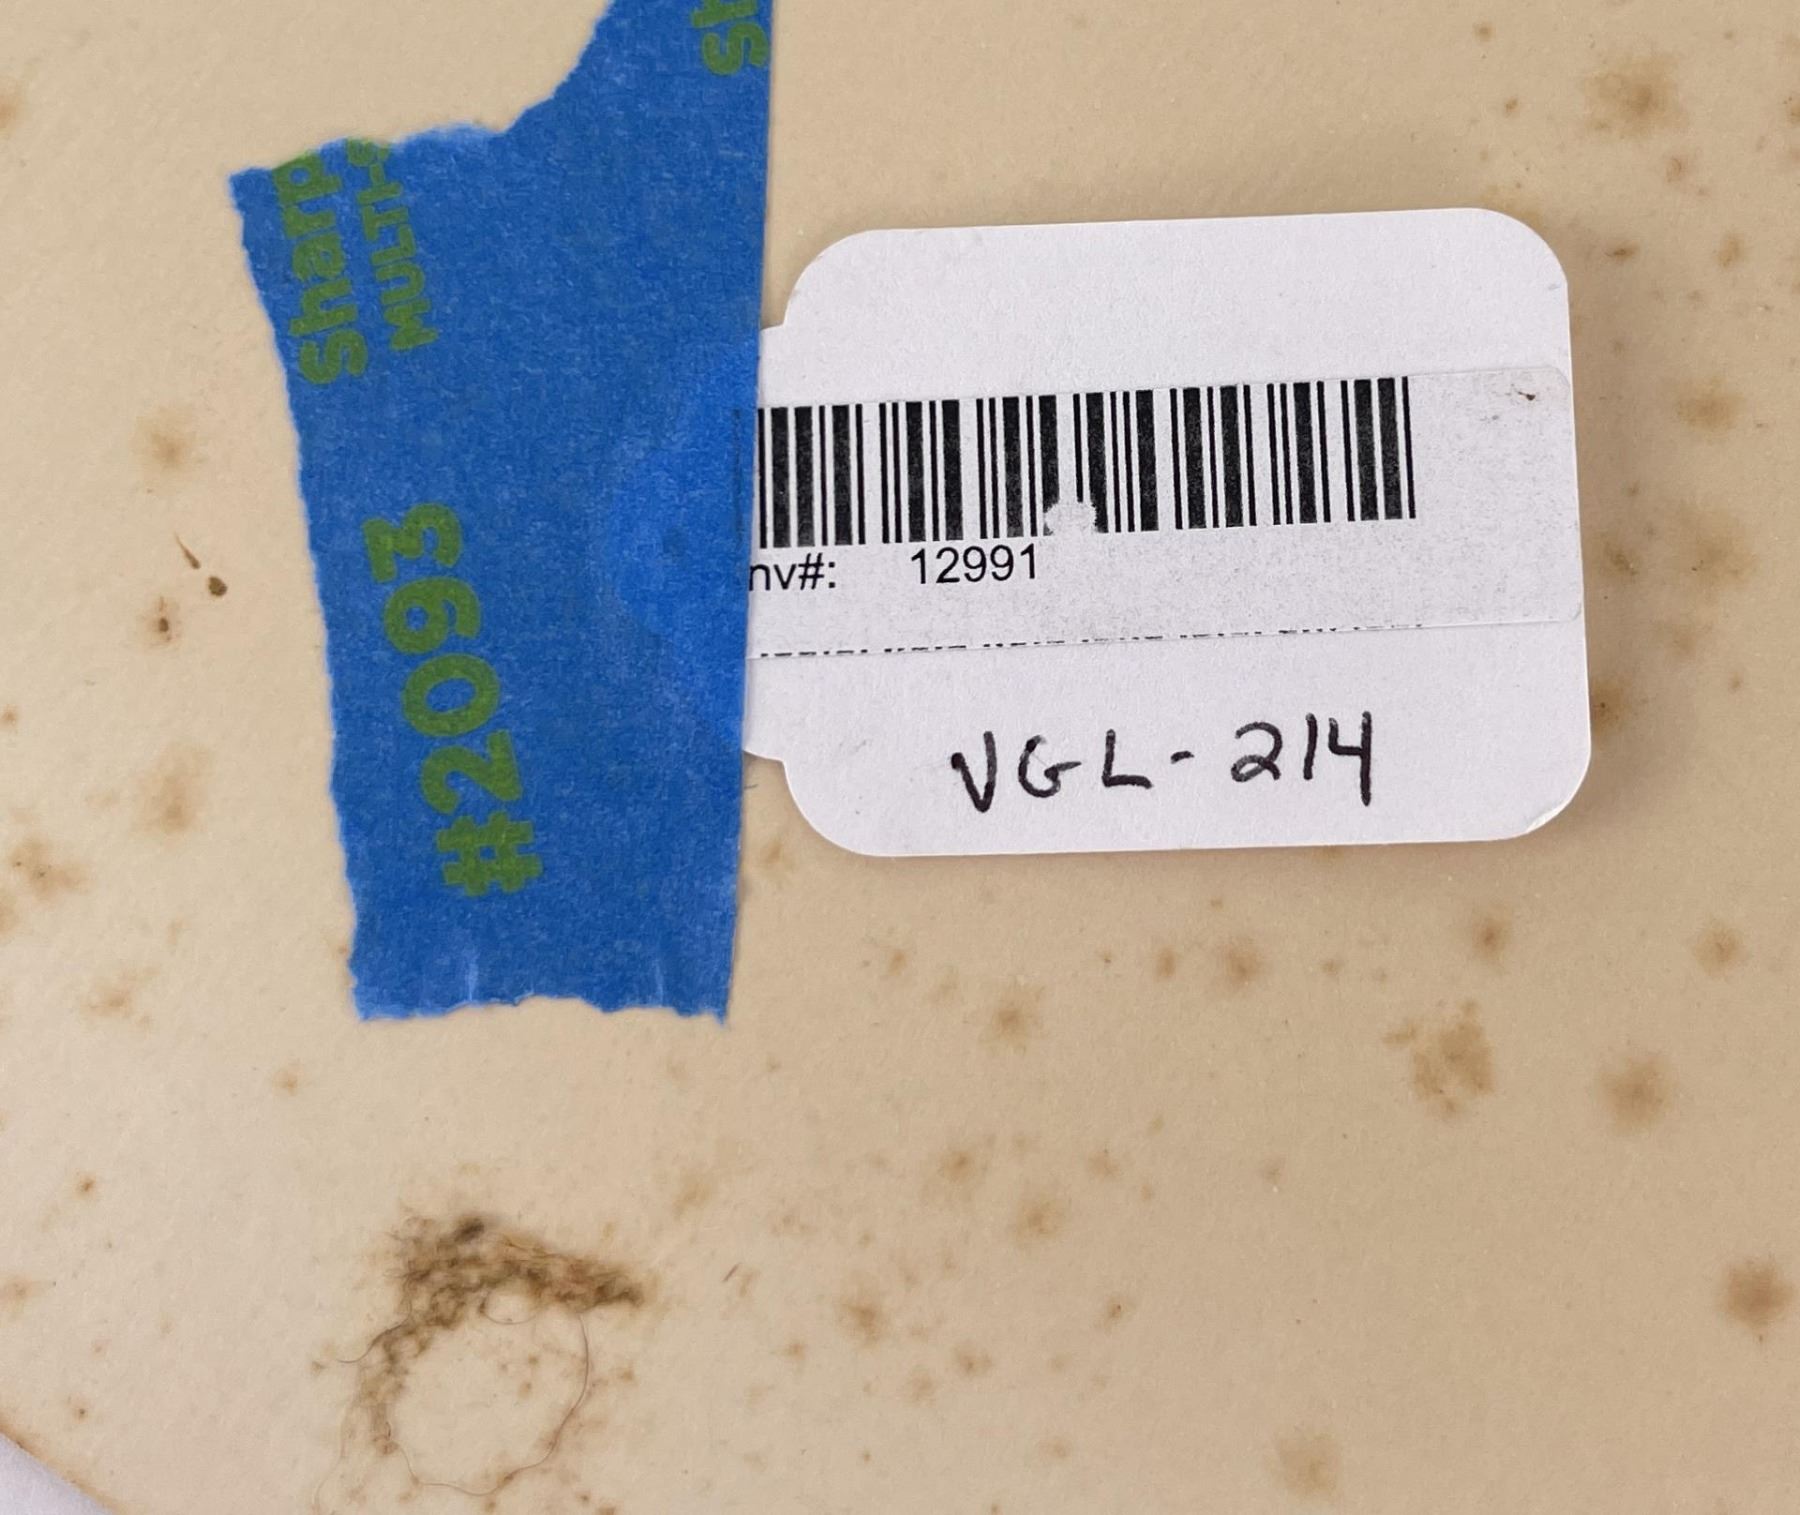 Sh
Sharp
MULTI-S
#2093
nv#: 12991
VGL-214